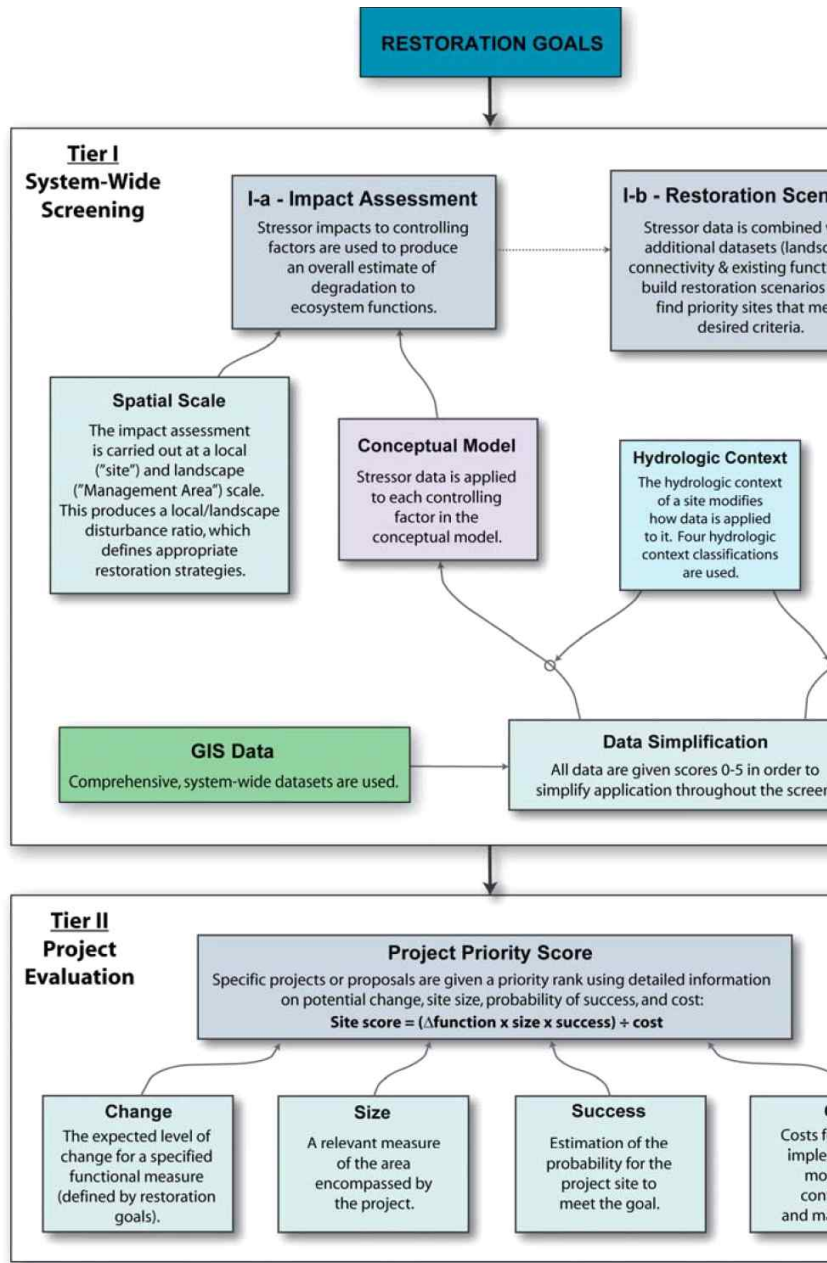 RESTORATION GOALS
Tier I
System-Wide
Screening
I-a - Impact Assessment
Stressor impacts to controlling
factors are used to produce
an overall estimate of
degradation to
ecosystem functions.
I-b - Restoration
Stressor data is combined
additional datasets
connectivity & existing
build restoration scenarios
find priority sites that
desired criteria.
Spatial Scale
The impact assessment
is carried out at a local
("site") and landscape
("Management Area") scale.
This produces a local/landscape
disturbance ratio, which
defines appropriate
restoration strategies.
Conceptual Model
Stressor data is applied
to each controlling
factor in the
conceptual model.
Hydrologic Context
The hydrologic context
of a site modifies
how data is applied
to it. Four hydrologic
context classifications
are used.
GIS Data
Comprehensive, system-wide datasets are used.
Data Simplification
All data are given scores 0-5 in order to
simplify application throughout the
Tier II
Project
Evaluation
Project Priority Score
Specific projects or proposals are given a priority rank using detailed information
on potential change, site size, probability of success, and cost:
Site score = (Δfunction x size x success) ÷ cost
Change
The expected level of
change for a specified
functional measure
(defined by restoration
goals).
Size
A relevant measure
of the area
encompassed by
the project.
Success
Estimation of the
probability for the
project site to
meet the goal.
Costs
and